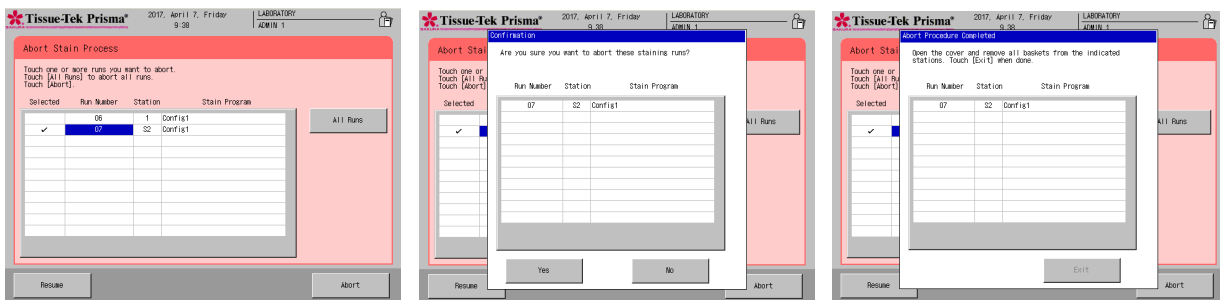 Tissue-Tek Prisma®
2017, April 7, Friday
9:38
LABORATORY
ADMIN 1
Abort Stain Process
Touch one or more runs you want to abort.
Touch [All Runs] to abort all runs.
Touch [Abort].
Selected Run Number Station Stain Program
06 1 Config1
✓ 07 S2 Config1
All Runs
Resume
Abort
Tissue-Tek Prisma®
2017, April 7, Friday
9:38
LABORATORY
ADMIN 1
Abort Stai
Touch one or
Touch [All Ru
Touch [Abort]
Selected
✓
All Runs
Resume
Abort
Confirmation
Are you sure you want to abort these staining runs?
Run Number Station Stain Program
07 S2 Config1
Yes
No
SAKURA
Tissue-Tek Prisma®
2017, April 7, Friday
9:38
LABORATORY
ADMIN 1
Abort Stai
Touch one or
Touch [All Ru
Touch [Abort]
Selected
✓
All Runs
Resume
Abort
Abort Procedure Completed
Open the cover and remove all baskets from the indicated
stations. Touch [Exit] when done.
Run Number Station Stain Program
07 S2 Config1
Exit